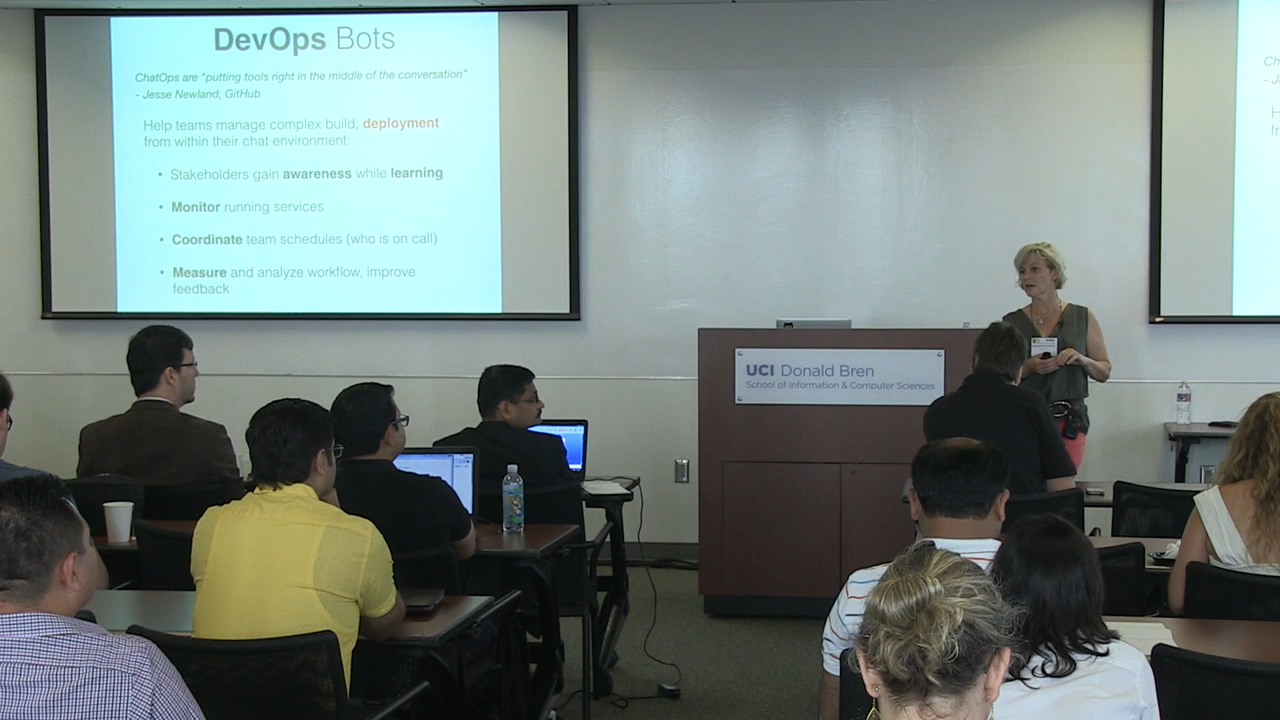 DevOps Bots
ChatOps are "putting tools right in the middle of the conversation"
- Jesse Newland, GitHub
Help teams manage complex build, deployment
from within their chat environment:
• Stakeholders gain awareness while learning
• Monitor running services
• Coordinate team schedules (who is on call)
• Measure and analyze workflow, improve
feedback
UCI Donald Bren
School of Information & Computer Sciences